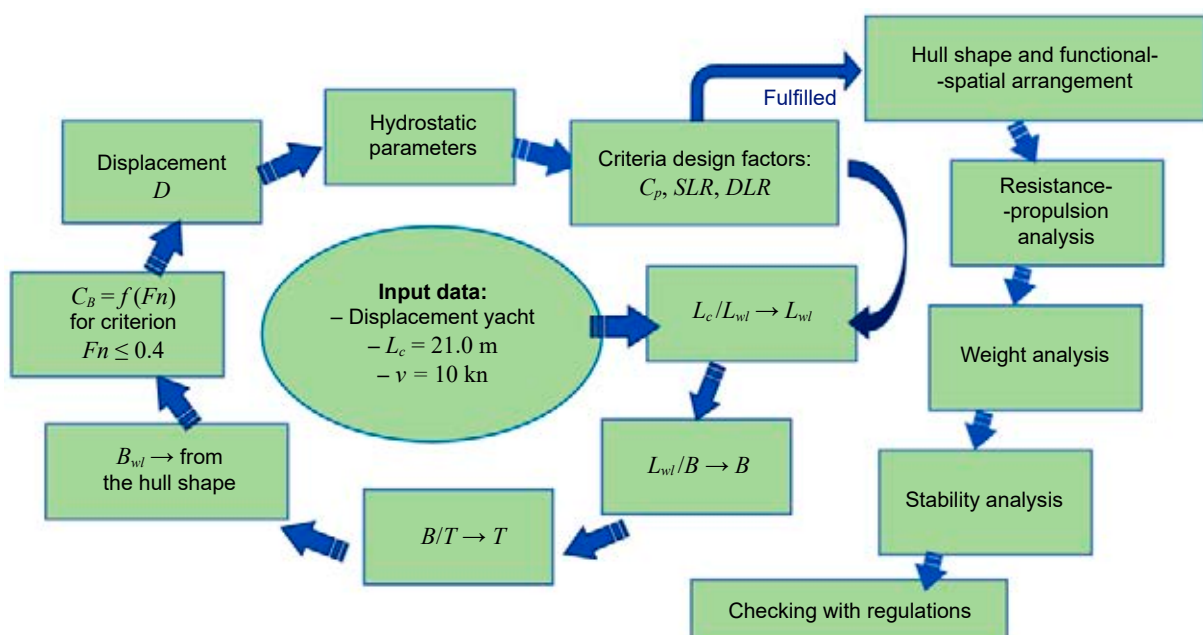 Hull shape and functional-
-spatial arrangement
Fulfilled
Hydrostatic
parameters
Displacement
D
Criteria design factors:
Cp, SLR, DLR
Resistance-
-propulsion
analysis
Input data:
– Displacement yacht
– Lc = 21.0 m
– v = 10 kn
Lc/Lwl → Lwl
CB = f(Fn)
for criterion
Fn ≤ 0.4
Weight analysis
Bwl → from
the hull shape
Lwl/B → B
Stability analysis
B/T → T
Checking with regulations